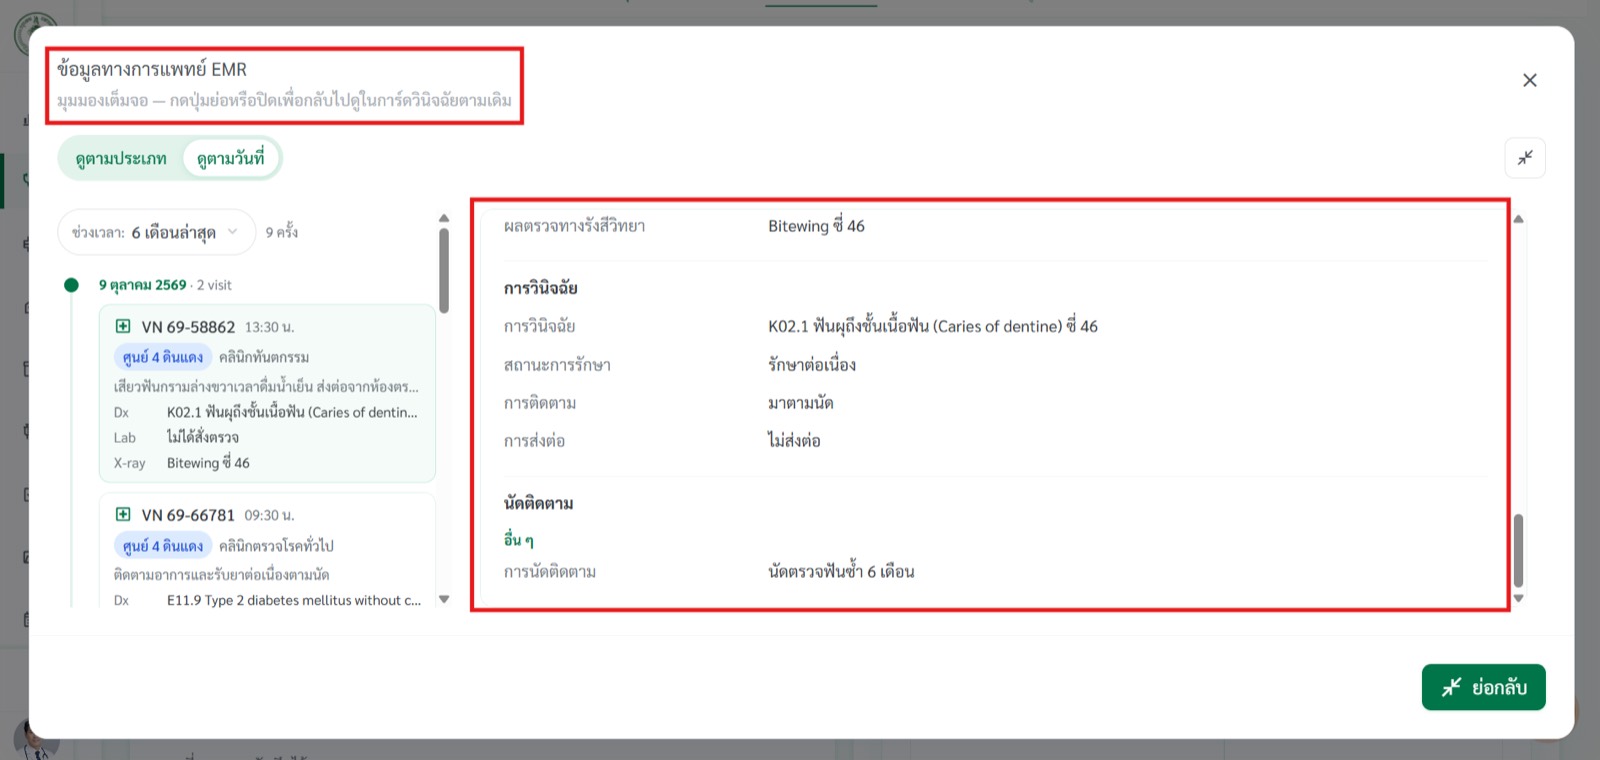 ข้อมูลทางการแพทย์ EMR
มุมมองเต็มจอ — กดปุ่มย่อหรือปิดเพื่อกลับไปดูในการ์ดวินิจฉัยตามเดิม
ดูตามประเภท
ดูตามวันที่
ช่วงเวลา: 6 เดือนล่าสุด
9 ครั้ง
9 ตุลาคม 2569 · 2 visit
VN 69-58862 13:30 น.
ศูนย์ 4 ดินแดง คลินิกทันตกรรม
เสียวฟันกรามล่างขวาเวลาดื่มน้ำเย็น ส่งต่อจากห้องตร...
Dx K02.1 ฟันผุถึงชั้นเนื้อฟัน (Caries of dentin...
Lab ไม่ได้สั่งตรวจ
X-ray Bitewing ซี่ 46
VN 69-66781 09:30 น.
ศูนย์ 4 ดินแดง คลินิกตรวจโรคทั่วไป
ติดตามอาการและรับยาต่อเนื่องตามนัด
Dx E11.9 Type 2 diabetes mellitus without c...
ผลตรวจทางรังสีวิทยา Bitewing ซี่ 46
การวินิจฉัย
การวินิจฉัย K02.1 ฟันผุถึงชั้นเนื้อฟัน (Caries of dentine) ซี่ 46
สถานะการรักษา รักษาต่อเนื่อง
การติดตาม มาตามนัด
การส่งต่อ ไม่ส่งต่อ
นัดติดตาม
อื่น ๆ
การนัดติดตาม นัดตรวจฟันซ้ำ 6 เดือน
ย่อกลับ